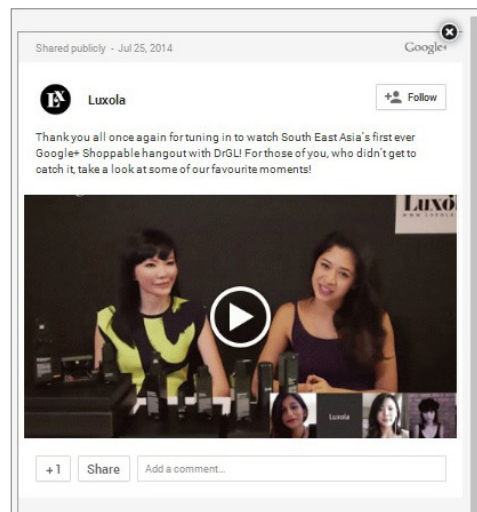 Shared publicly - Jul 25, 2014
Google+
Luxola
Follow
Thank you all once again for tuning in to watch South East Asia's first ever
Google+ Shoppable hangout with DrGL! For those of you, who didn't get to
catch it, take a look at some of our favourite moments!
Luxola
+1
Share
Add a comment...